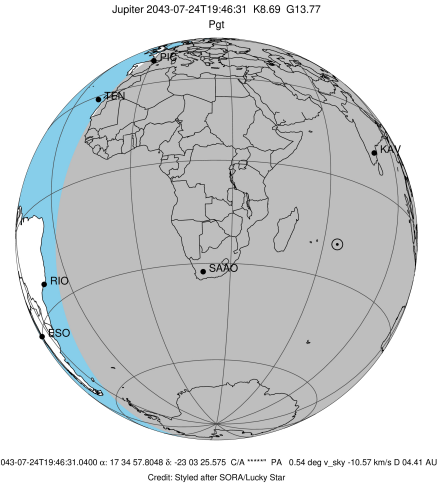 Jupiter 2043-07-24T19:46:31 K8.69 G13.77
Pgt
PIC
TEN
KAV
SAAO
RIO
ESO
043-07-24T19:46:31.0400 α: 17 34 57.8048 δ: -23 03 25.575 C/A *****" PA 0.54 deg v_sky -10.57 km/s D 04.41 AU
Credit: Styled after SORA/Lucky Star